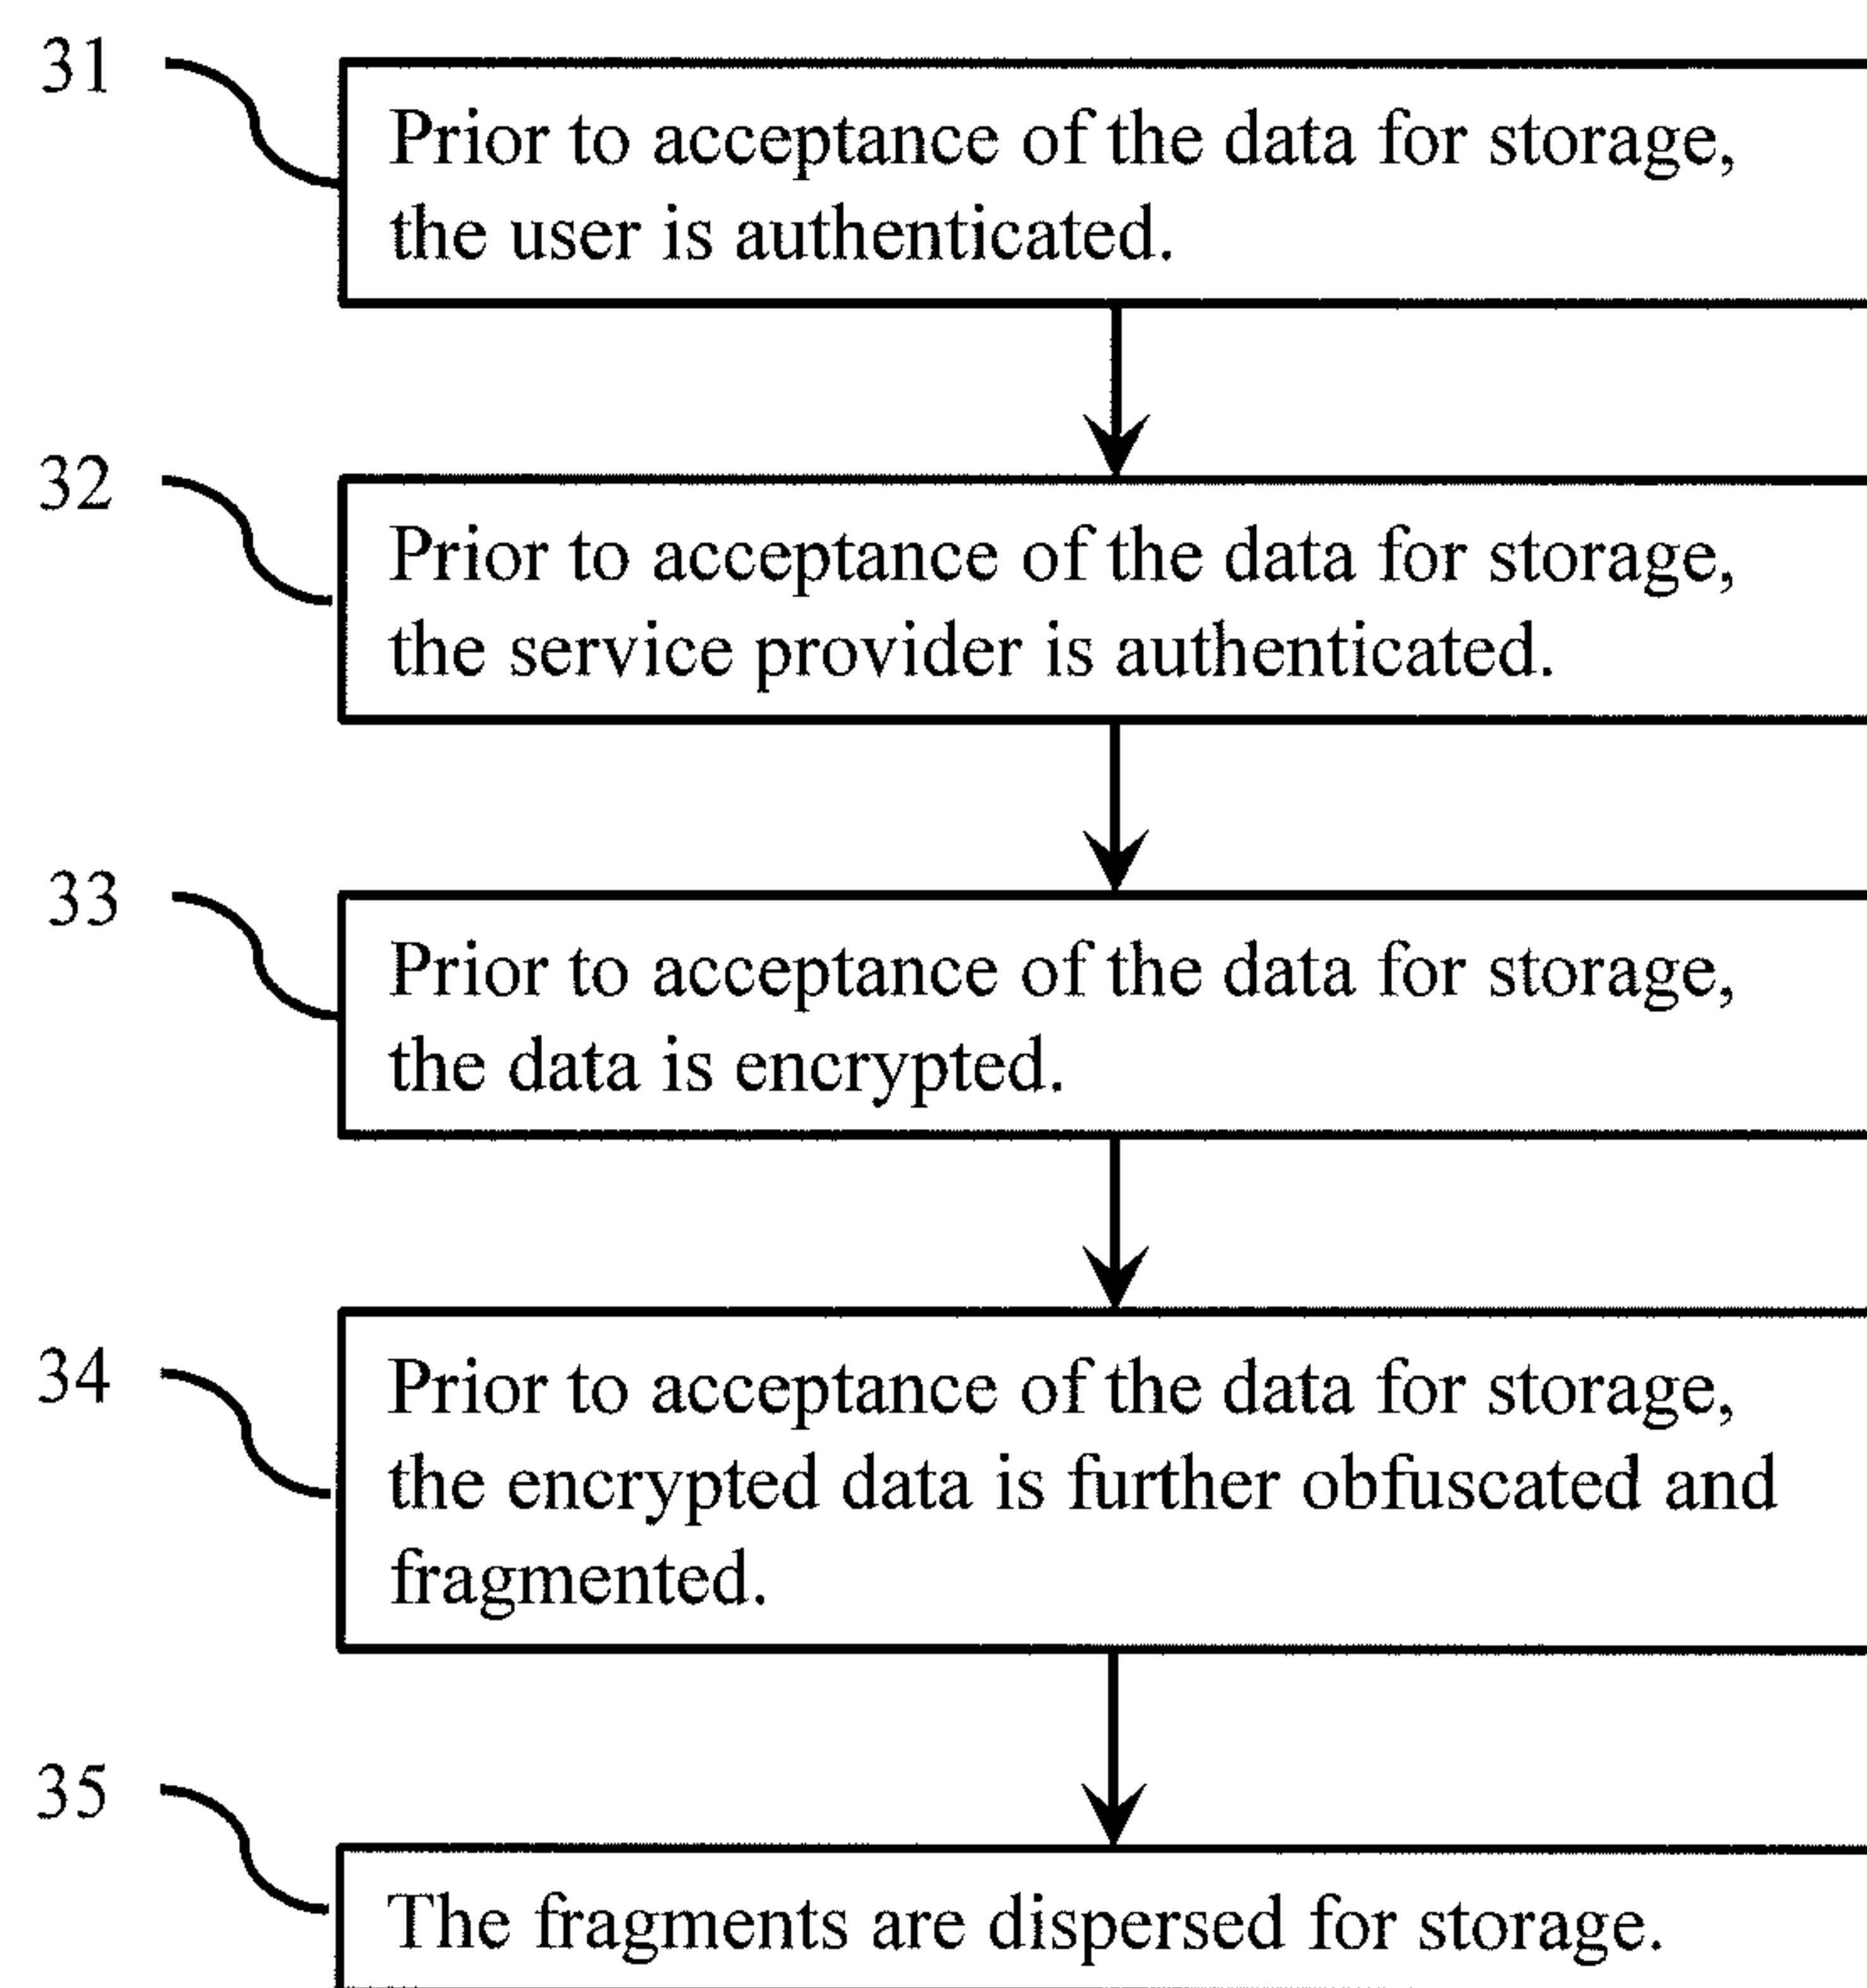 31
Prior to acceptance of the data for storage,
the user is authenticated.
32
Prior to acceptance of the data for storage,
the service provider is authenticated.
33
Prior to acceptance of the data for storage,
the data is encrypted.
34
Prior to acceptance of the data for storage,
the encrypted data is further obfuscated and
fragmented.
35
The fragments are dispersed for storage.